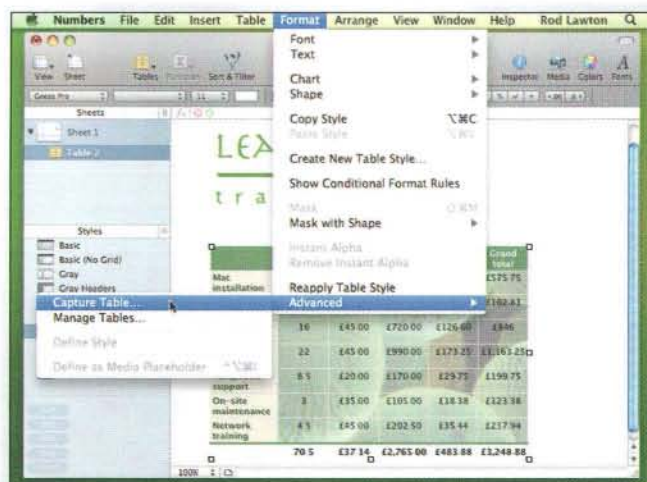 Numbers File Edit Insert Table Format Arrange View Window Help Rod Lawton
View Sheet Tables Function Sort & Filter Inspector Media Colors Fonts
Sheets
Sheet 1
Table 2
Styles
Basic
Basic (No Grid)
Gray
Gray Headers
Font
Text
Chart
Shape
Copy Style ⌥⌘C
Paste Style ⌥⌘V
Create New Table Style...
Show Conditional Format Rules
Mask ⇧⌘M
Mask with Shape
Instant Alpha
Remove Instant Alpha
Reapply Table Style
Advanced
Capture Table...
Manage Tables...
Define Style
Define as Media Placeholder
LEA
tra
Grand total
Mac installation £575.75
£102.81
16 £45.00 £720.00 £126.00 £846
22 £45.00 £990.00 £173.25 £1,163.25
8.5 £20.00 £170.00 £29.75 £199.75
support
On-site maintenance 3 £35.00 £105.00 £18.38 £123.38
Network training 4.5 £45.00 £202.50 £35.44 £237.94
70.5 £37.14 £2,765.00 £483.88 £3,248.88
100%